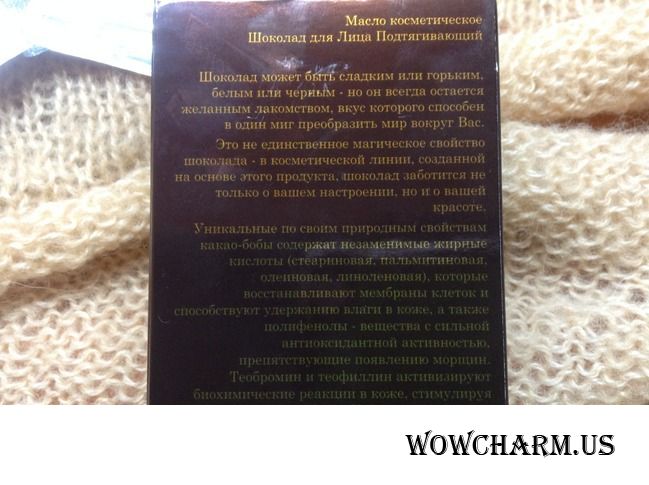 Масло косметическое
Шоколад для Лица Подтягивающий
Шоколад может быть сладким или горьким,
белым или черным - но он всегда остается
желанным лакомством, вкус которого способен
в один миг преобразить мир вокруг Вас.
Это не единственное магическое свойство
шоколада - в косметической линии, созданной
на основе этого продукта, шоколад заботится не
только о вашем настроении, но и о вашей
красоте.
Уникальные по своим природным свойствам
какао-бобы содержат незаменимые жирные
кислоты (стеариновая, пальмитиновая,
олеиновая, линоленовая), которые
восстанавливают мембраны клеток и
способствуют удержанию влаги в коже, а также
полифенолы - вещества с сильной
антиоксидантной активностью,
препятствующие появлению морщин.
Теобромин и теофиллин активизируют
биохимические реакции в коже, стимулируя
WOWCHARM.US